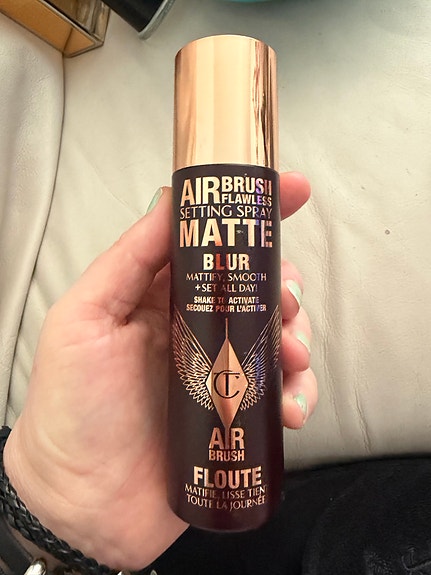 AIRBRUSH
FLAWLESS
SETTING SPRAY
MATTE
BLUR
MATTIFY, SMOOTH
+ SET ALL DAY!
SHAKE TO ACTIVATE
SECOUEZ POUR L'ACTIVER
CT
AIR
BRUSH
FLOUTE
MATIFIE, LISSE TIENT
TOUTE LA JOURNÉE